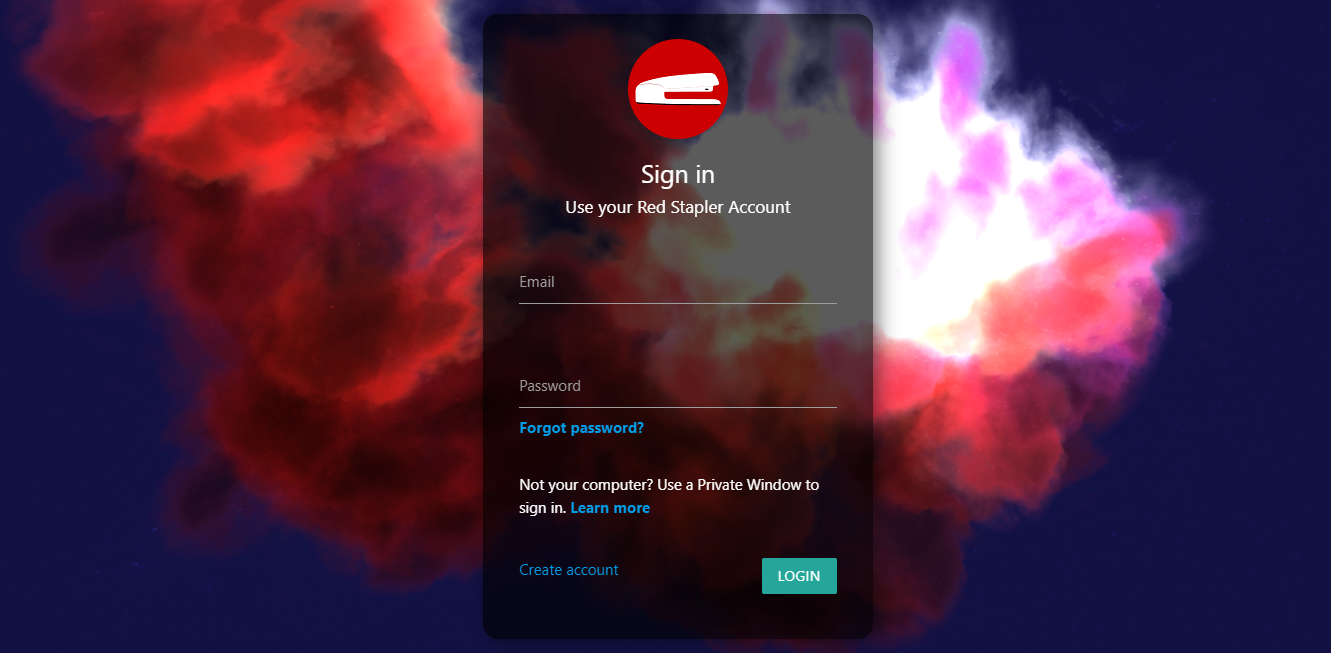 Sign in
Use your Red Stapler Account
Email
Password
Forgot password?
Not your computer? Use a Private Window to
sign in. Learn more
Create account
LOGIN